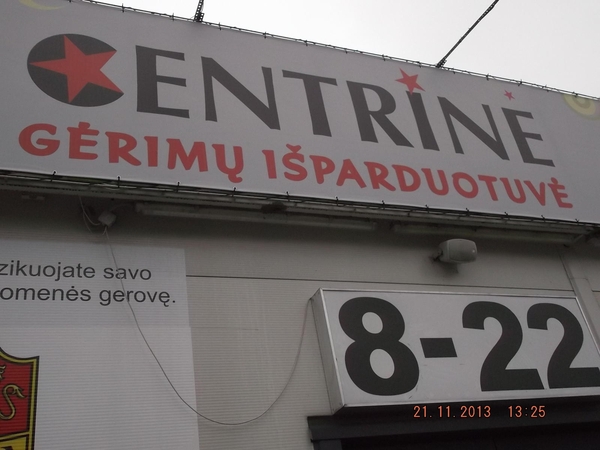 CENTRINĖ
GĖRIMŲ IŠPARDUOTUVĖ
zikuojate savo
omenės gerovę.
8-22
21.11.2013 13:25